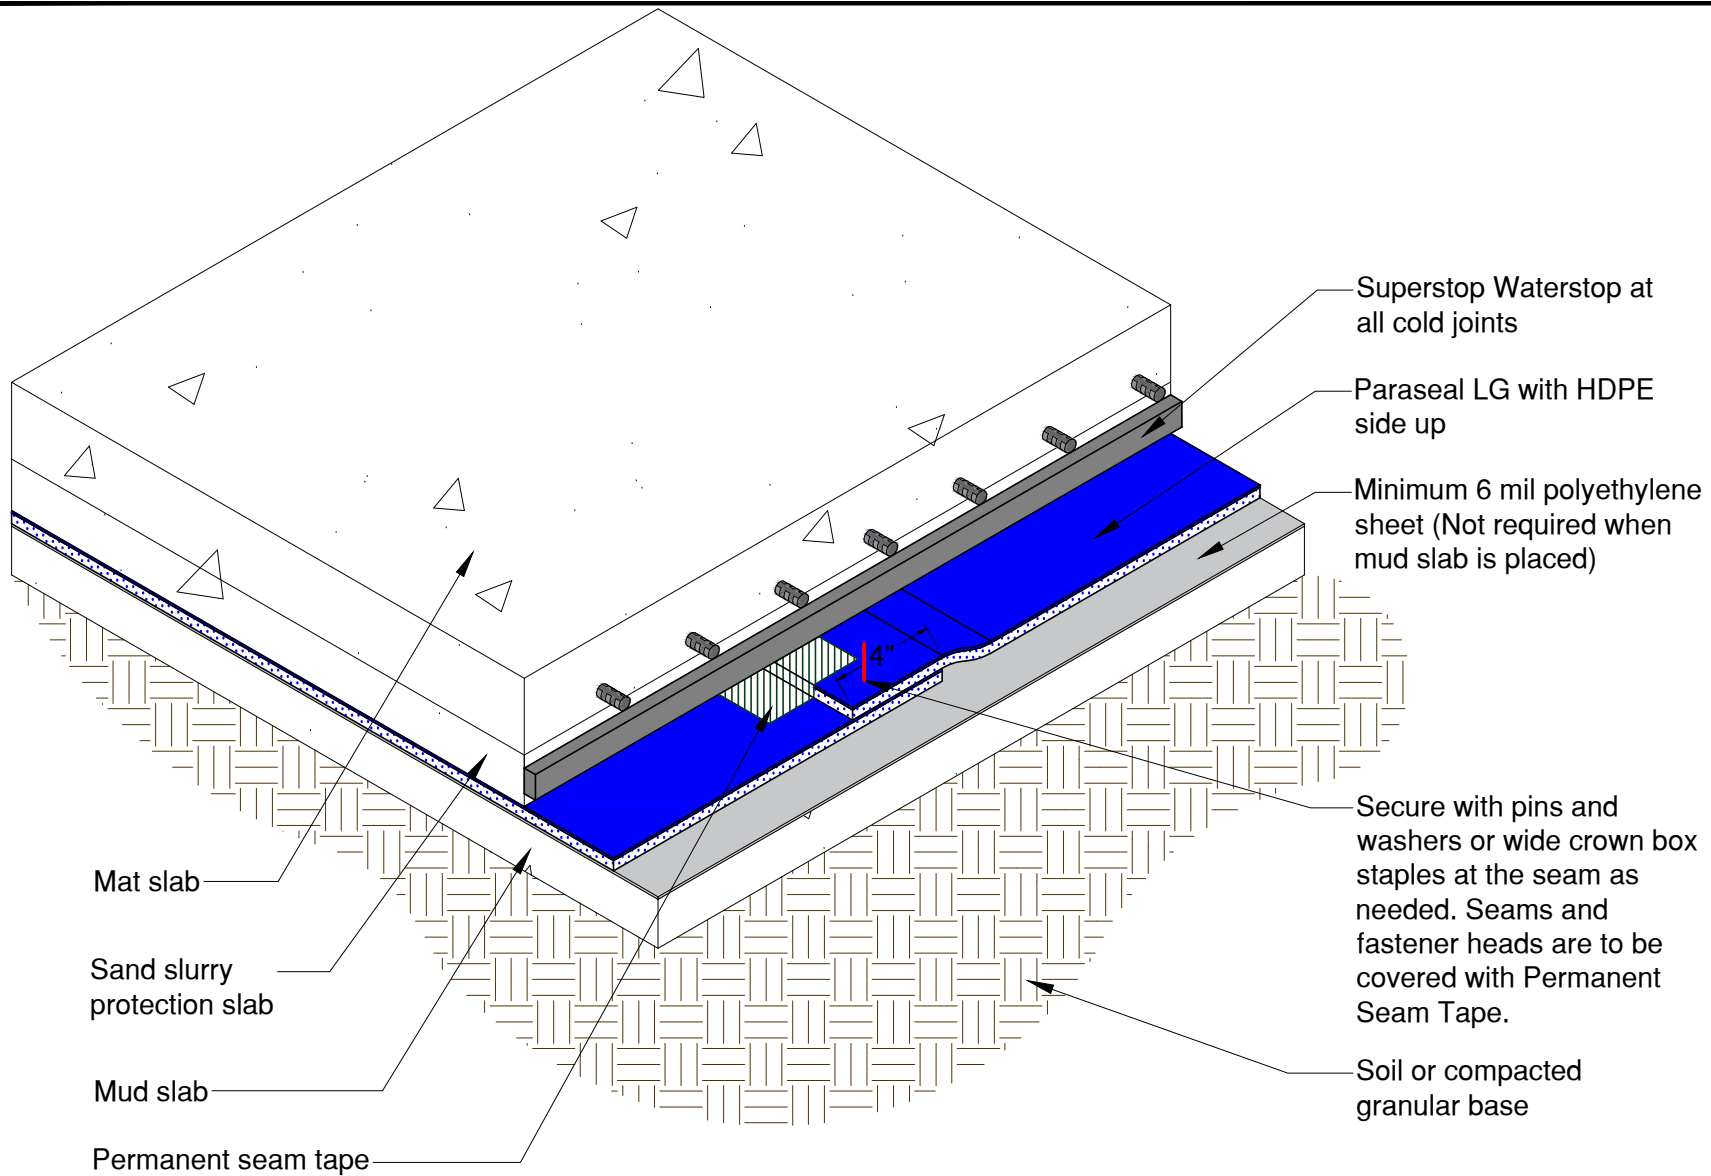 Superstop Waterstop at
all cold joints
Paraseal LG with HDPE
side up
Minimum 6 mil polyethylene
sheet (Not required when
mud slab is placed)
4"
Secure with pins and
washers or wide crown box
staples at the seam as
needed. Seams and
fastener heads are to be
covered with Permanent
Seam Tape.
Soil or compacted
granular base
Mat slab
Sand slurry
protection slab
Mud slab
Permanent seam tape